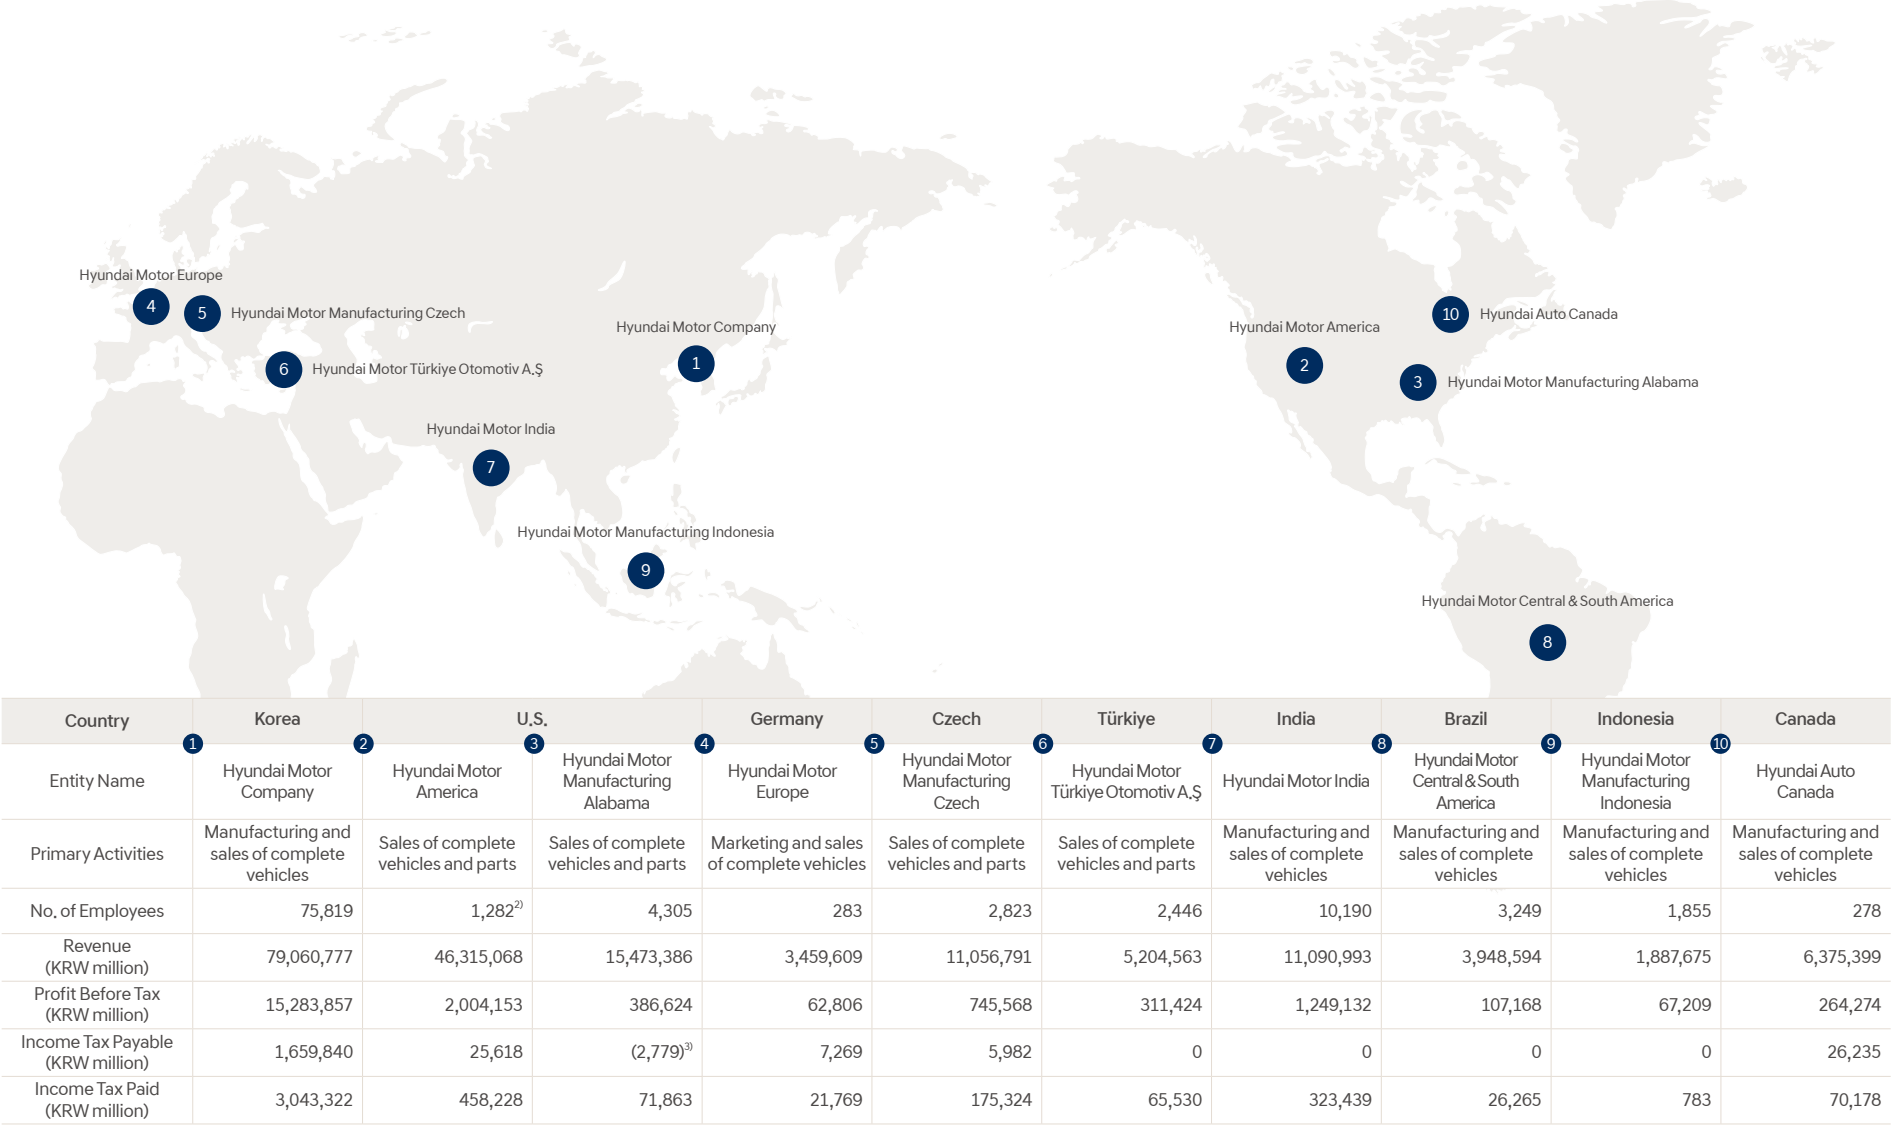 Hyundai Motor Europe
4
5
Hyundai Motor Manufacturing Czech
6
Hyundai Motor Türkiye Otomotiv A.Ş
Hyundai Motor Company
1
Hyundai Motor India
7
Hyundai Motor Manufacturing Indonesia
9
Hyundai Motor America
2
10
Hyundai Auto Canada
3
Hyundai Motor Manufacturing Alabama
Hyundai Motor Central & South America
8
Country Korea U.S. Germany Czech Türkiye India Brazil Indonesia Canada
1 2 3 4 5 6 7 8 9 10
Entity Name
Hyundai Motor
Company
Hyundai Motor
America
Hyundai Motor
Manufacturing
Alabama
Hyundai Motor
Europe
Hyundai Motor
Manufacturing
Czech
Hyundai Motor
Türkiye Otomotiv A.Ş
Hyundai Motor India
Hyundai Motor
Central & South
America
Hyundai Motor
Manufacturing
Indonesia
Hyundai Auto
Canada
Primary Activities
Manufacturing and
sales of complete
vehicles
Sales of complete
vehicles and parts
Sales of complete
vehicles and parts
Marketing and sales
of complete vehicles
Sales of complete
vehicles and parts
Sales of complete
vehicles and parts
Manufacturing and
sales of complete
vehicles
Manufacturing and
sales of complete
vehicles
Manufacturing and
sales of complete
vehicles
Manufacturing and
sales of complete
vehicles
No. of Employees 75,819 1,282²⁾ 4,305 283 2,823 2,446 10,190 3,249 1,855 278
Revenue
(KRW million) 79,060,777 46,315,068 15,473,386 3,459,609 11,056,791 5,204,563 11,090,993 3,948,594 1,887,675 6,375,399
Profit Before Tax
(KRW million) 15,283,857 2,004,153 386,624 62,806 745,568 311,424 1,249,132 107,168 67,209 264,274
Income Tax Payable
(KRW million) 1,659,840 25,618 (2,779)³⁾ 7,269 5,982 0 0 0 0 26,235
Income Tax Paid
(KRW million) 3,043,322 458,228 71,863 21,769 175,324 65,530 323,439 26,265 783 70,178